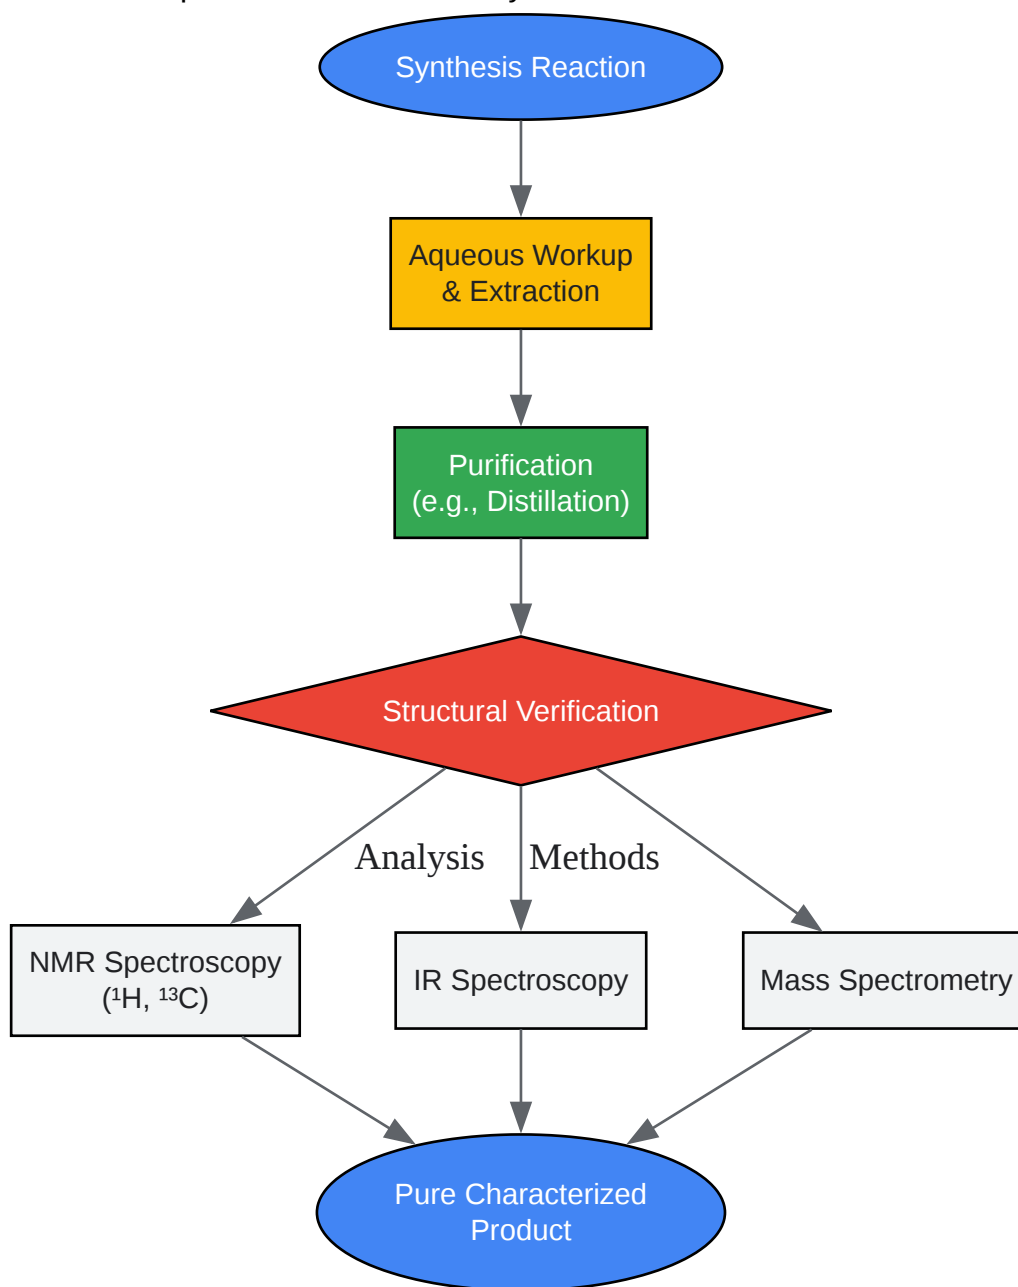 Synthesis Reaction
Aqueous Workup
& Extraction
Purification
(e.g., Distillation)
Structural Verification
Analysis Methods
NMR Spectroscopy
(¹H, ¹³C)
IR Spectroscopy
Mass Spectrometry
Pure Characterized
Product